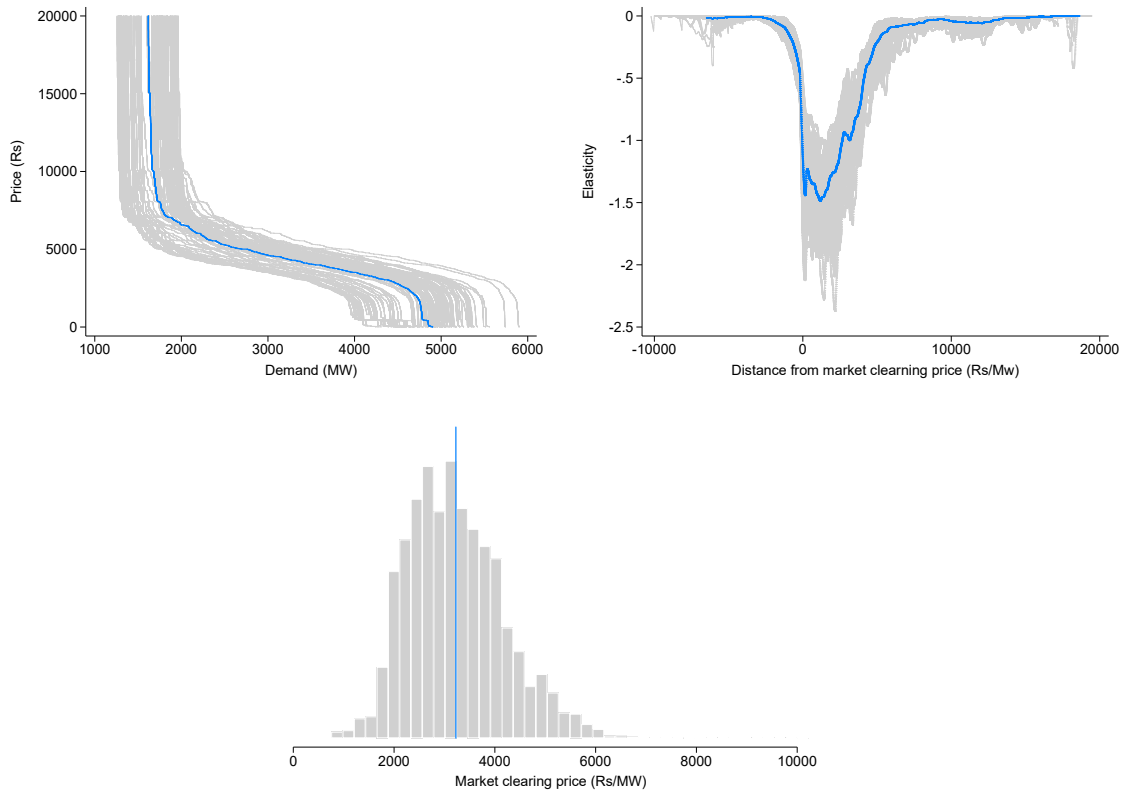 20000
15000
10000
5000
0
Price (Rs)
1000 2000 3000 4000 5000 6000
Demand (MW)
0
-.5
-1
-1.5
-2
-2.5
Elasticity
-10000 0 10000 20000
Distance from market clearning price (Rs/Mw)
0 2000 4000 6000 8000 10000
Market clearing price (Rs/MW)